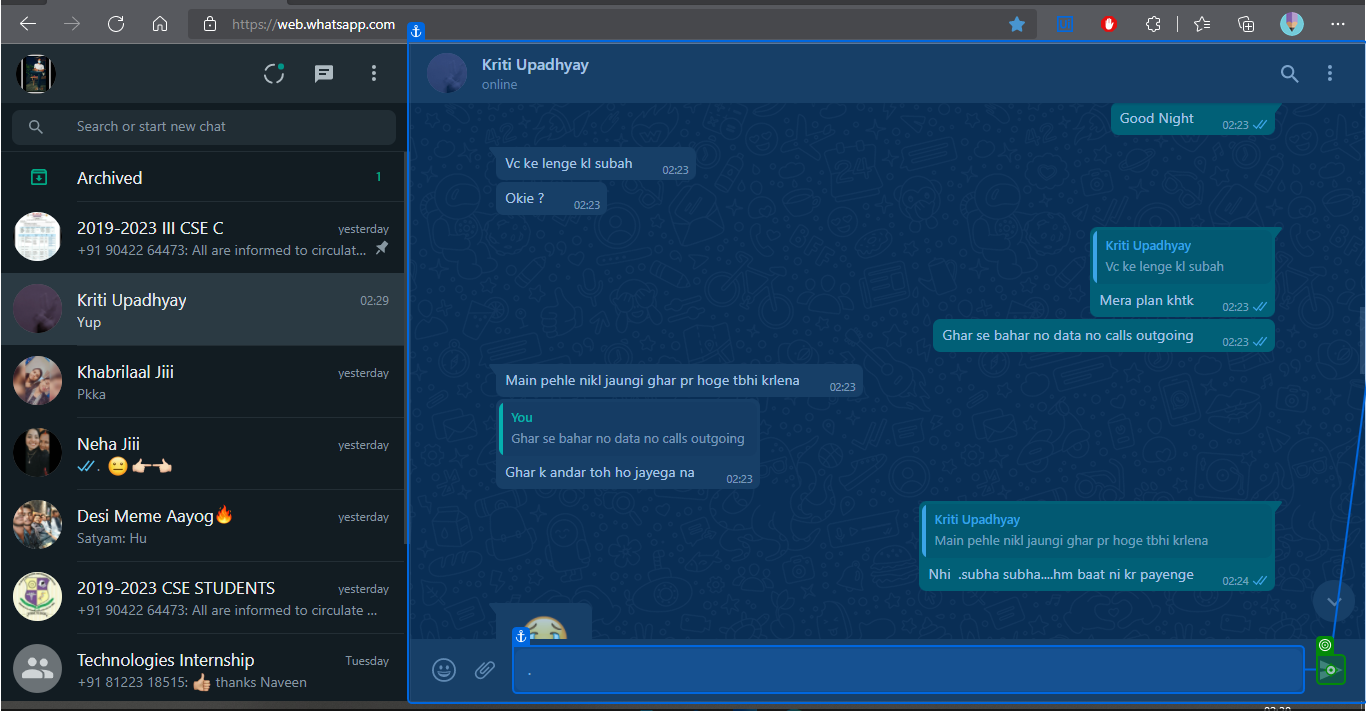 https://web.whatsapp.com
Search or start new chat
Archived
1
2019-2023 III CSE C
yesterday
+91 90422 64473: All are informed to circulat...
Kriti Upadhyay
02:29
Yup
Khabrilaal Jiii
yesterday
Pkka
Neha Jiii
yesterday
. 😐👉🏻👈🏻
Desi Meme Aayog🔥
yesterday
Satyam: Hu
2019-2023 CSE STUDENTS
yesterday
+91 90422 64473: All are informed to circulate ...
Technologies Internship
Tuesday
+91 81223 18515: 👍🏼 thanks Naveen
Kriti Upadhyay
online
Good Night
02:23
Vc ke lenge kl subah
02:23
Okie ?
02:23
Kriti Upadhyay
Vc ke lenge kl subah
Mera plan khtk
02:23
Ghar se bahar no data no calls outgoing
02:23
Main pehle nikl jaungi ghar pr hoge tbhi krlena
02:23
You
Ghar se bahar no data no calls outgoing
Ghar k andar toh ho jayega na
02:23
Kriti Upadhyay
Main pehle nikl jaungi ghar pr hoge tbhi krlena
Nhi .subha subha....hm baat ni kr payenge
02:24
.